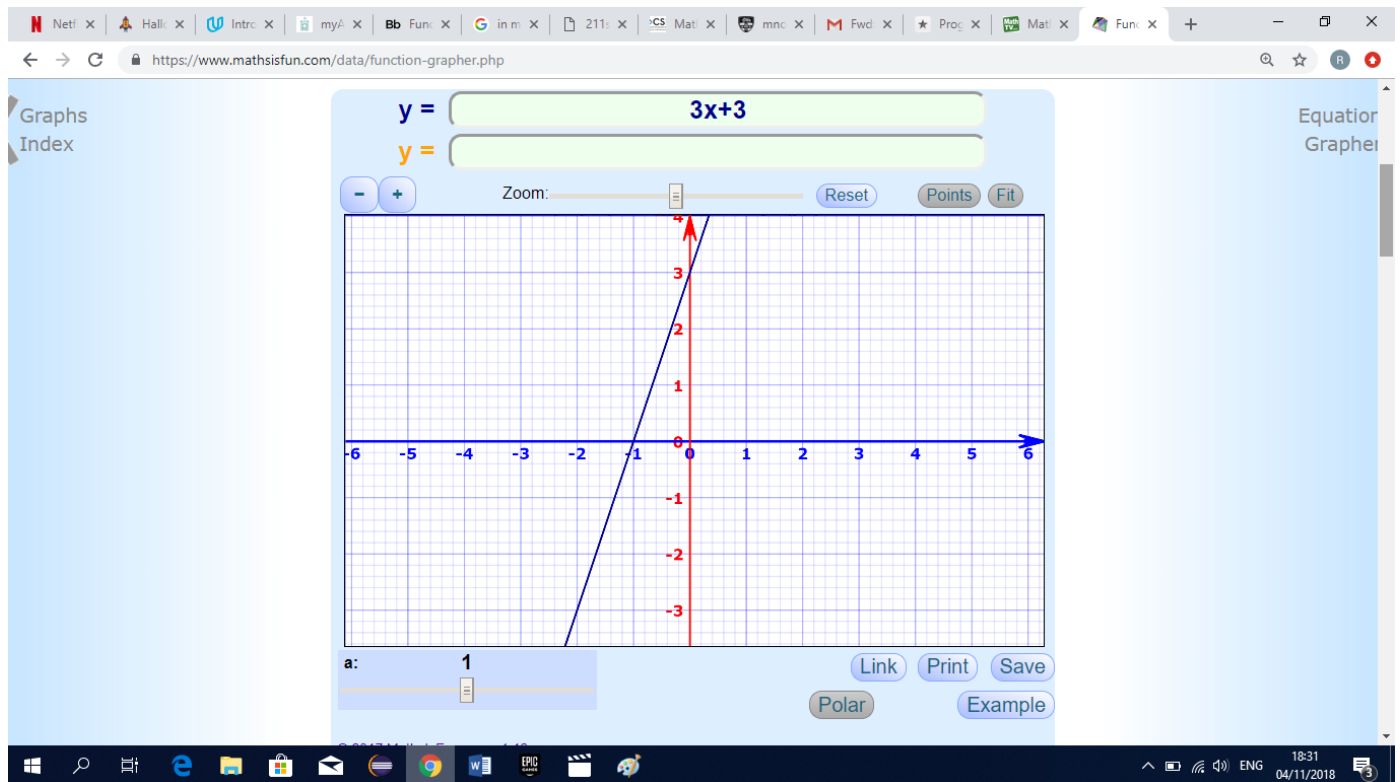 Netf Hallo Intro myA Bb Func G in m 211s CS Mati mnc M Fwd: Prog Matl Func
https://www.mathsisfun.com/data/function-grapher.php R
Graphs
Index
Equation
Grapher
y = 3x+3
y =
- + Zoom: Reset Points Fit
4
3
2
1
0
-6 -5 -4 -3 -2 -1 0 1 2 3 4 5 6
-1
-2
-3
a: 1
Link Print Save
Polar Example
ENG 18:31
04/11/2018 3